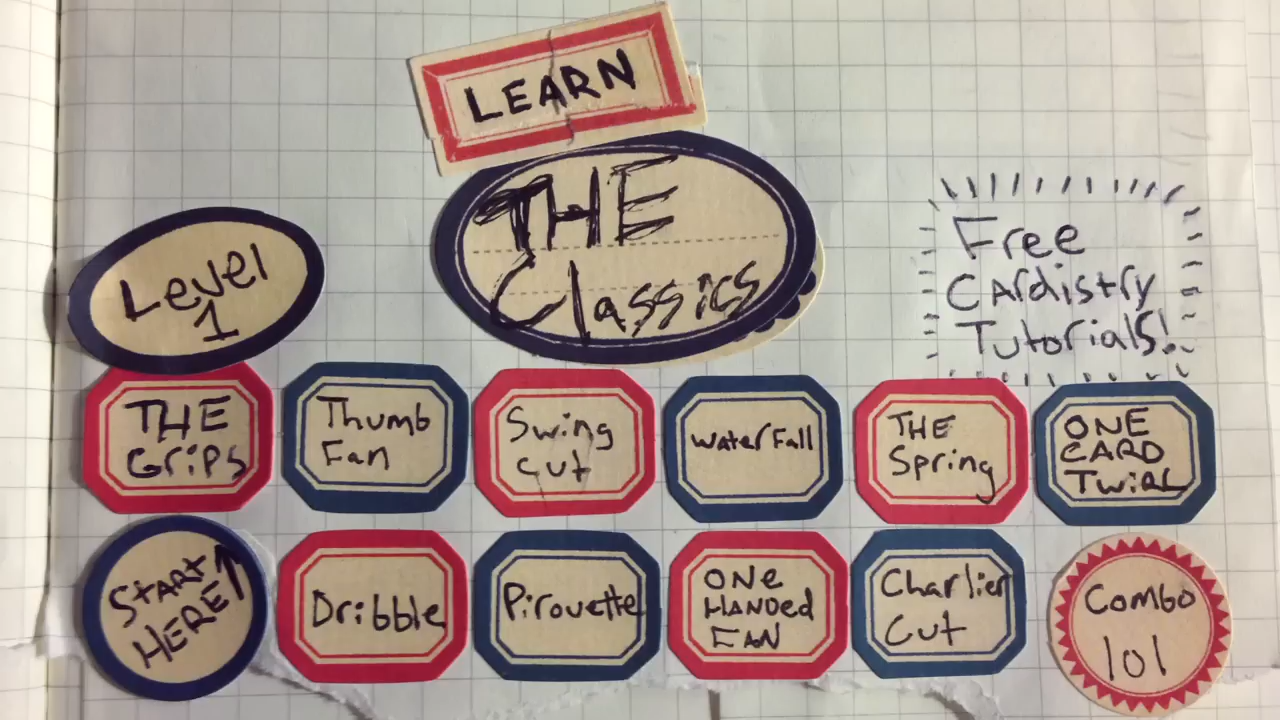 LEARN
THE
Classics
Level
1
Free
Cardistry
Tutorials!
THE
Grips
Thumb
Fan
Swing
cut
waterfall
THE
Spring
ONE
CARD
TWIRL
START
HERE
Dribble
Pirouette
ONE
HANDED
FAN
Charlier
Cut
Combo
101